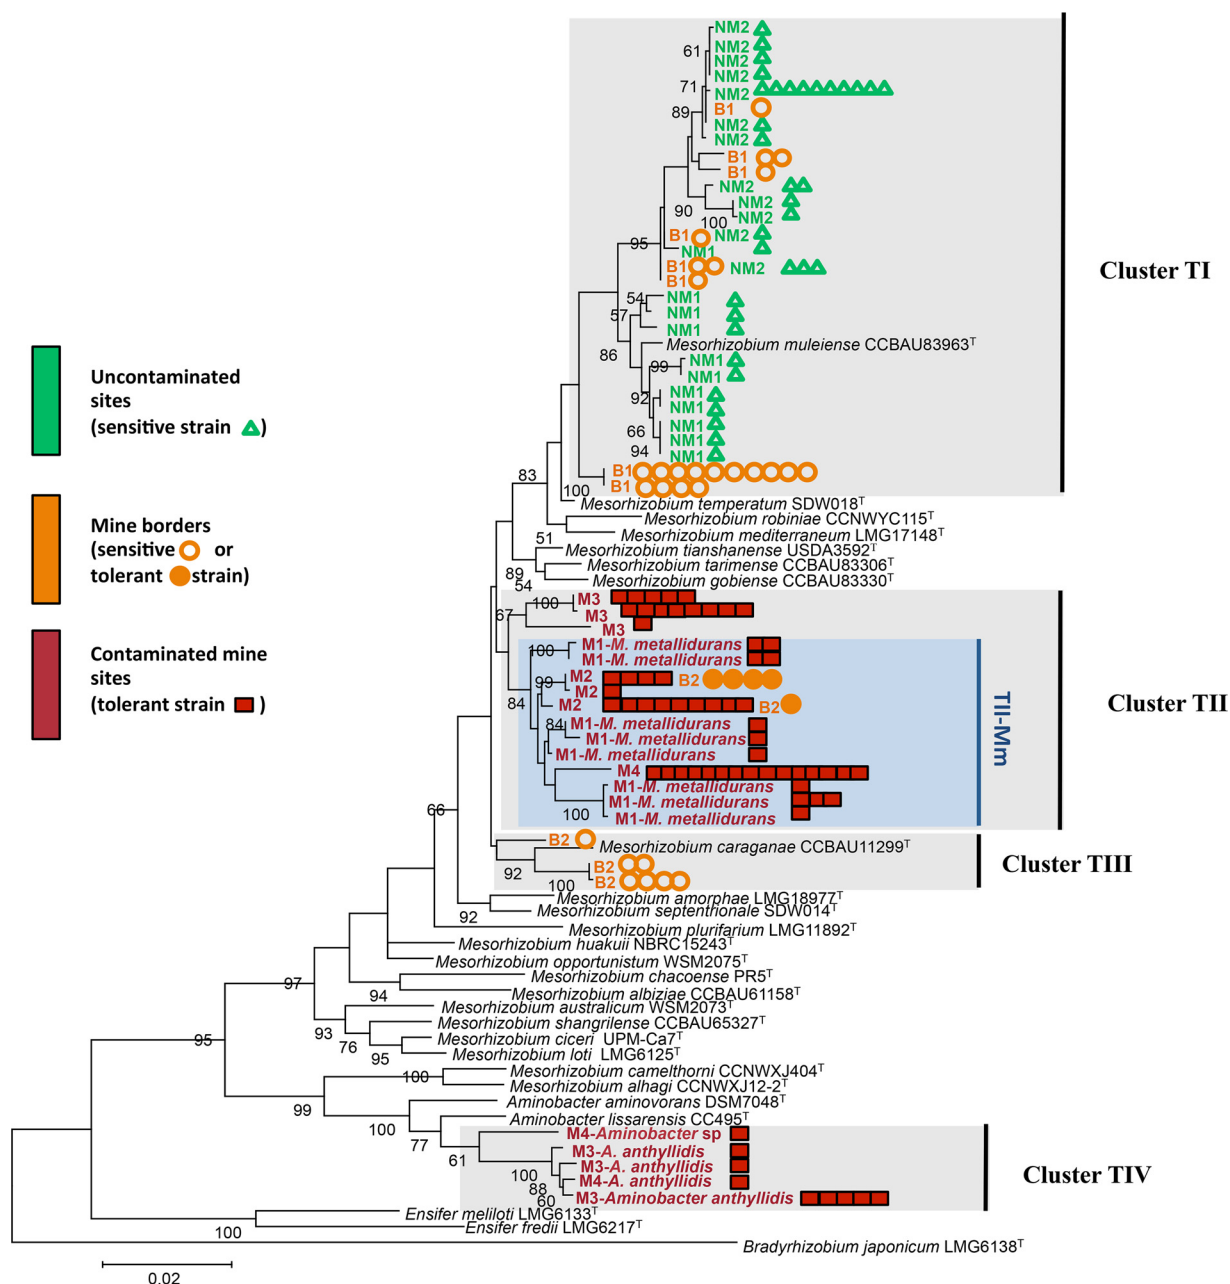 NM2
61
NM2
NM2
NM2
71
NM2
89
B1
NM2
NM2
B1
B1
NM2
90
NM2
100
NM2
95
B1 NM2
NM1
B1 NM2
B1
Cluster TI
54
NM1
57
NM1
NM1
86
Mesorhizobium muleiense CCBAU83963T
99
NM1
NM1
92
NM1
NM1
66
NM1
NM1
94
NM1
B1
100
B1
83
Mesorhizobium temperatum SDW018T
Mesorhizobium robiniae CCNWYC115T
Mesorhizobium mediterraneum LMG17148T
51
Mesorhizobium tianshanense USDA3592T
Mesorhizobium tarimense CCBAU83306T
89
54
Mesorhizobium gobiense CCBAU83330T
Uncontaminated
sites
(sensitive strain )
Mine borders
(sensitive or
tolerant strain)
Contaminated mine
sites
(tolerant strain )
67
100
M3
M3
M3
100
M1-M. metallidurans
M1-M. metallidurans
99
M2 B2
M2
84
M2 B2
84
M1-M. metallidurans
M1-M. metallidurans
M1-M. metallidurans
M4
M1-M. metallidurans
M1-M. metallidurans
100
M1-M. metallidurans
TII-Mm
Cluster TII
66
B2
Mesorhizobium caraganae CCBAU11299T
92
B2
100
B2
Cluster TIII
Mesorhizobium amorphae LMG18977T
92
Mesorhizobium septentrionale SDW014T
Mesorhizobium plurifarium LMG11892T
Mesorhizobium huakuii NBRC15243T
Mesorhizobium opportunistum WSM2075T
97
Mesorhizobium chacoense PR5T
94
Mesorhizobium albiziae CCBAU61158T
Mesorhizobium australicum WSM2073T
93
Mesorhizobium shangrilense CCBAU65327T
76
Mesorhizobium ciceri UPM-Ca7T
95
Mesorhizobium loti LMG6125T
95
100
Mesorhizobium camelthorni CCNWXJ404T
Mesorhizobium alhagi CCNWXJ12-2T
99
Aminobacter aminovorans DSM7048T
100
Aminobacter lissarensis CC495T
77
M4-Aminobacter sp
61
M3-A. anthyllidis
100
M3-A. anthyllidis
88
M4-A. anthyllidis
60
M3-Aminobacter anthyllidis
Cluster TIV
Ensifer meliloti LMG6133T
100
Ensifer fredii LMG6217T
Bradyrhizobium japonicum LMG6138T
0.02